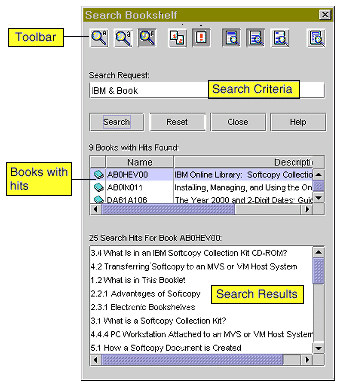 Search Bookshelf
Toolbar
Search Request:
IBM & Book
Search Criteria
Search
Reset
Close
Help
9 Books with Hits Found
Books with
hits
Name
Descriptic
AB0HEV00
IBM Online Library: Softcopy Collectic
AB0IN011
Installing, Managing, and Using the On
DA61A106
The Year 2000 and 2-Digit Dates: Guid
25 Search Hits For Book AB0HEV00:
3.4 What is in an IBM Softcopy Collection Kit CD-ROM?
4.2 Transferring Softcopy to an MVS or VM Host System
1.2 What is in This Booklet
2.2.1 Advantages of Softcopy
2.3.1 Electronic Bookshelves
Search Results
3.1 What is a Softcopy Collection Kit?
4.4.4 PC Workstation Attached to an MVS or VM Host System
5.1 How a Softcopy Document is Created